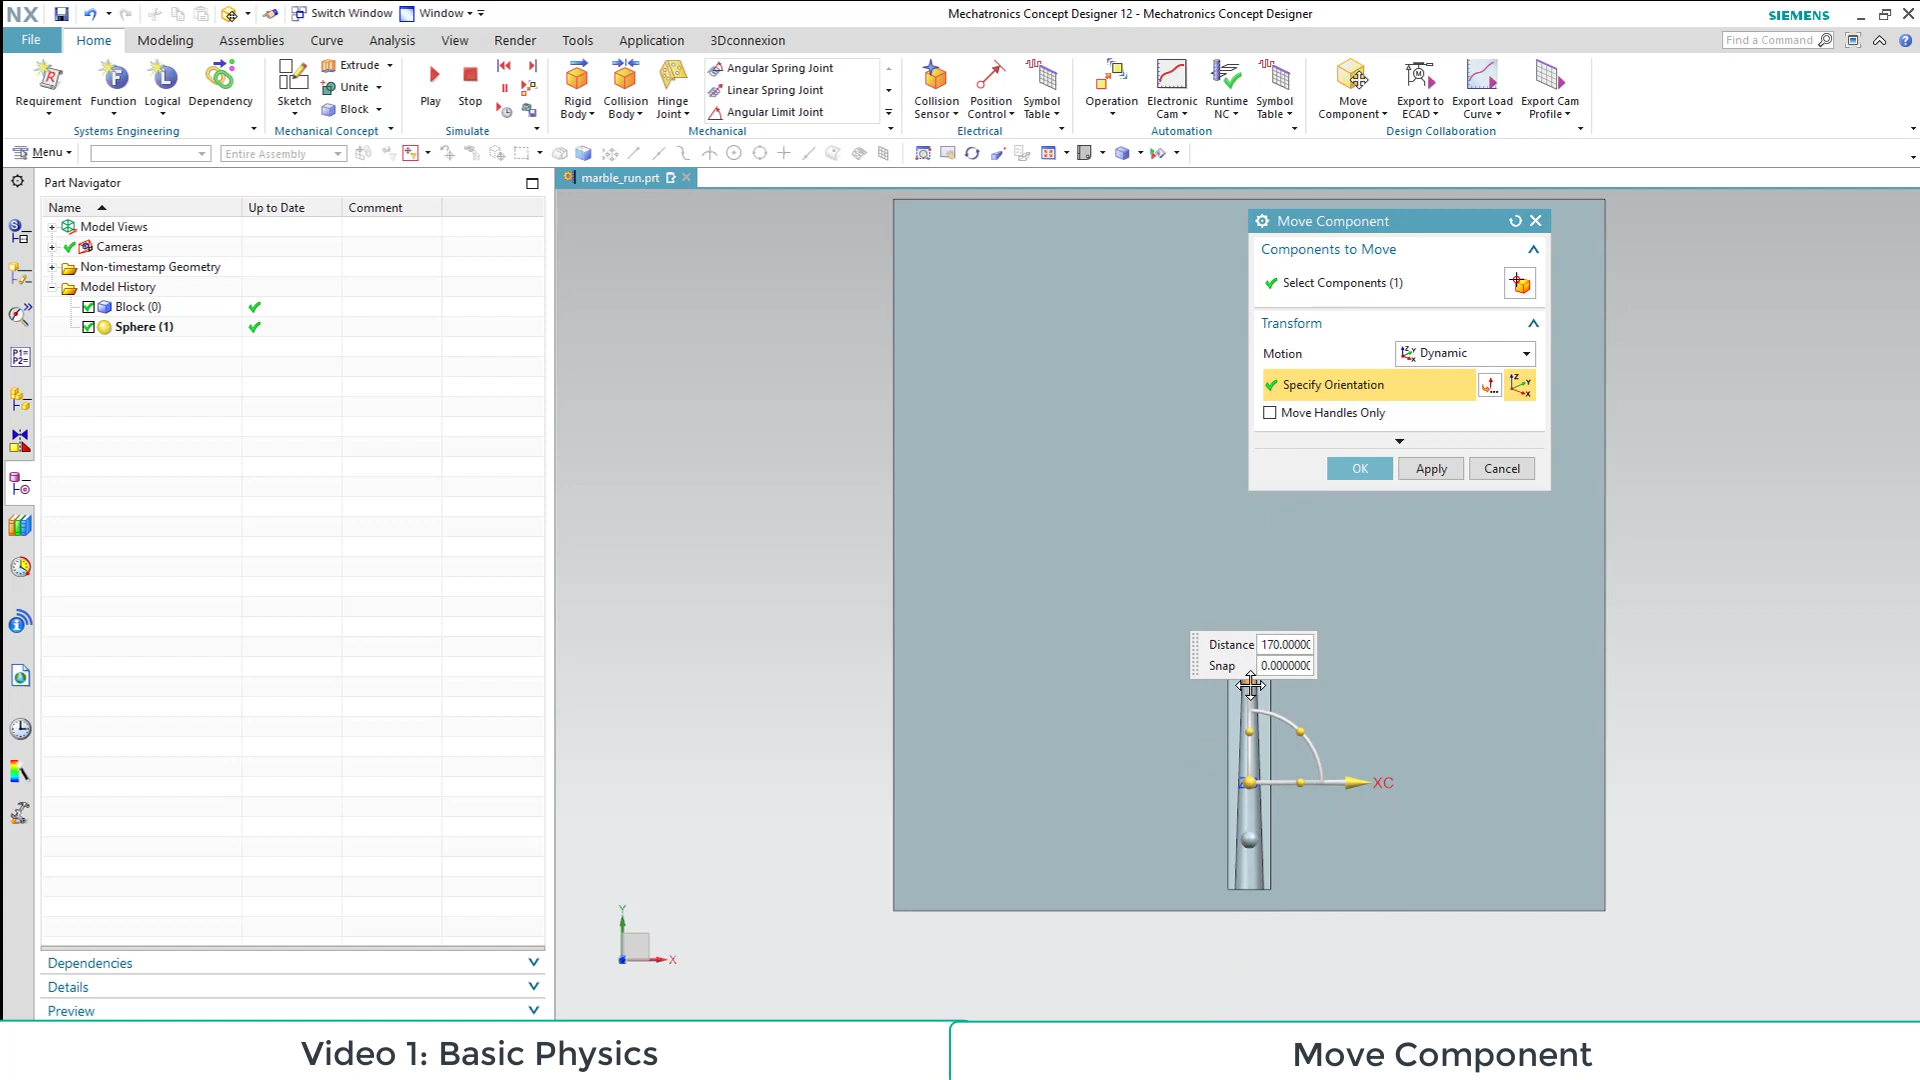 NX
Switch Window
Window
Mechatronics Concept Designer 12 - Mechatronics Concept Designer
SIEMENS
File
Home
Modeling
Assemblies
Curve
Analysis
View
Render
Tools
Application
3Dconnexion
Find a Command
Requirement
Function
Logical
Dependency
Systems Engineering
Sketch
Extrude
Unite
Block
Mechanical Concept
Play
Stop
Simulate
Rigid Body
Collision Body
Hinge Joint
Angular Spring Joint
Linear Spring Joint
Angular Limit Joint
Mechanical
Collision Sensor
Position Control
Symbol Table
Electrical
Operation
Electronic Cam
Runtime NC
Symbol Table
Automation
Move Component
Export to ECAD
Export Load Curve
Export Cam Profile
Design Collaboration
Menu
Entire Assembly
Part Navigator
Name
Up to Date
Comment
Model Views
Cameras
Non-timestamp Geometry
Model History
Block (0)
Sphere (1)
Dependencies
Details
Preview
marble_run.prt
Move Component
Components to Move
Select Components (1)
Transform
Motion
Dynamic
Specify Orientation
Move Handles Only
OK
Apply
Cancel
Distance 170.0000
Snap 0.000000
XC
Y
X
Video 1: Basic Physics
Move Component